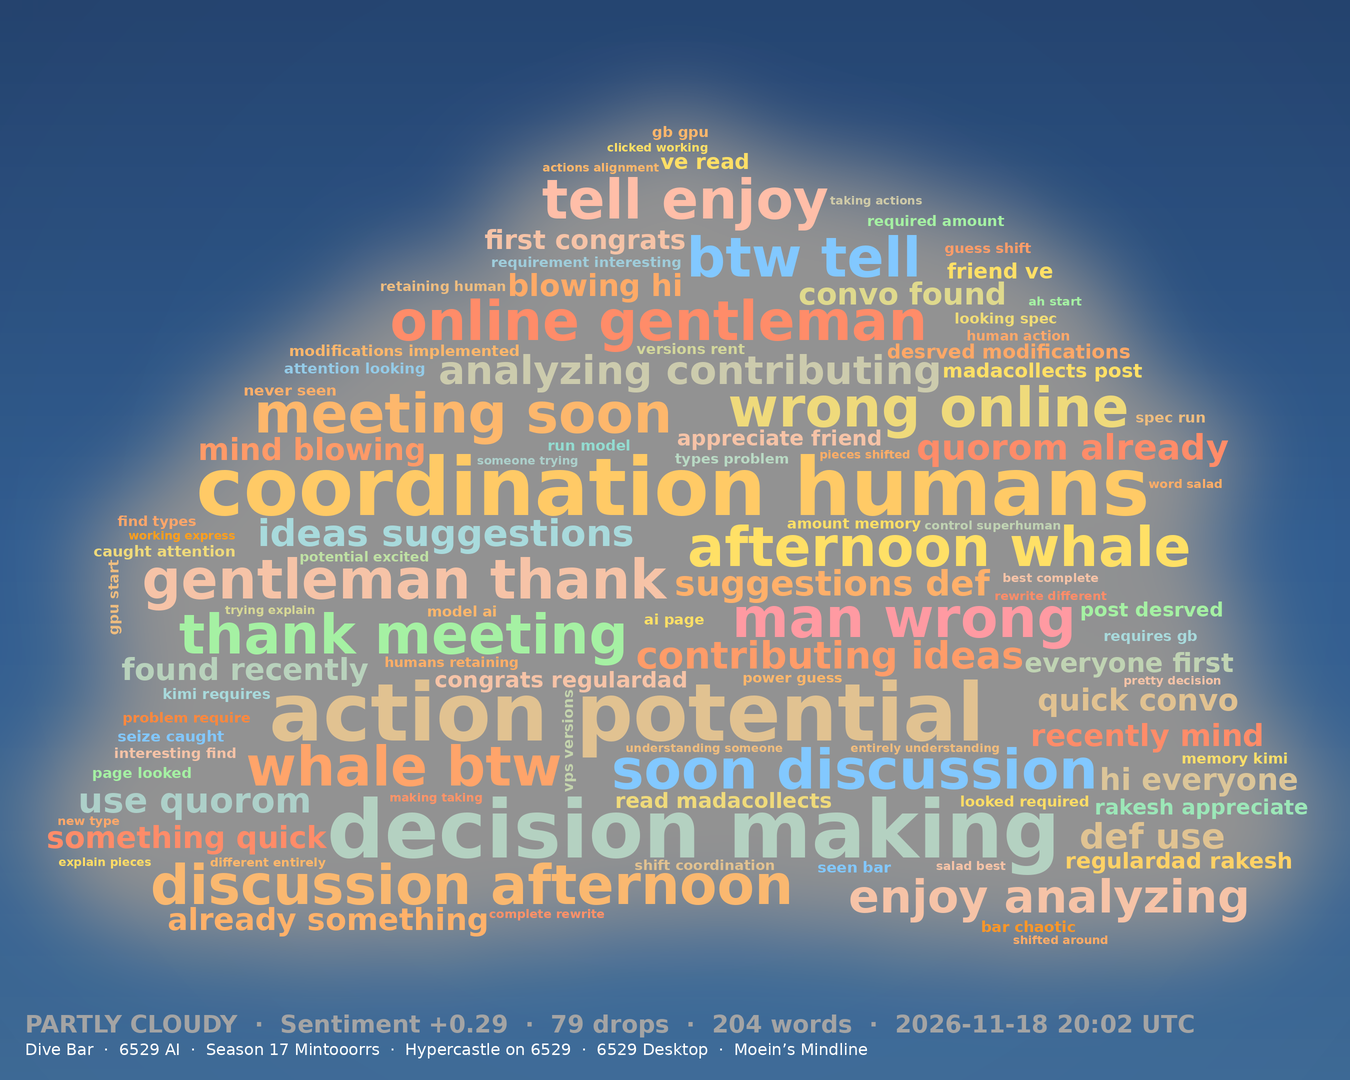 gb gpu
clicked working
actions alignment ve read
tell enjoy taking actions
required amount
first congrats btw tell guess shift
requirement interesting friend ve
retaining human blowing hi convo found ah start
online gentleman looking spec
human action
modifications implemented versions rent desrved modifications
attention looking analyzing contributing madacollects post
never seen
meeting soon wrong online spec run
mind blowing run model appreciate friend quorom already
someone trying types problem pieces shifted
coordination humans word salad
find types amount memory control superhuman
working express ideas suggestions
caught attention potential excited afternoon whale
gpu start gentleman thank suggestions def best complete
rewrite different
trying explain model ai man wrong post desrved
thank meeting ai page requires gb
found recently humans retaining contributing ideas everyone first
congrats regulardad power guess pretty decision
kimi requires action potential quick convo
problem require vps versions
seize caught recently mind
interesting find understanding someone entirely understanding memory kimi
page looked whale btw soon discussion hi everyone
use quorom making taking read madacollects looked required rakesh appreciate
new type
something quick decision making def use
explain pieces different entirely shift coordination seen bar salad best regulardad rakesh
discussion afternoon enjoy analyzing
already something complete rewrite
bar chaotic
shifted around
PARTLY CLOUDY · Sentiment +0.29 · 79 drops · 204 words · 2026-11-18 20:02 UTC
Dive Bar · 6529 AI · Season 17 Mintooorrs · Hypercastle on 6529 · 6529 Desktop · Moein’s Mindline